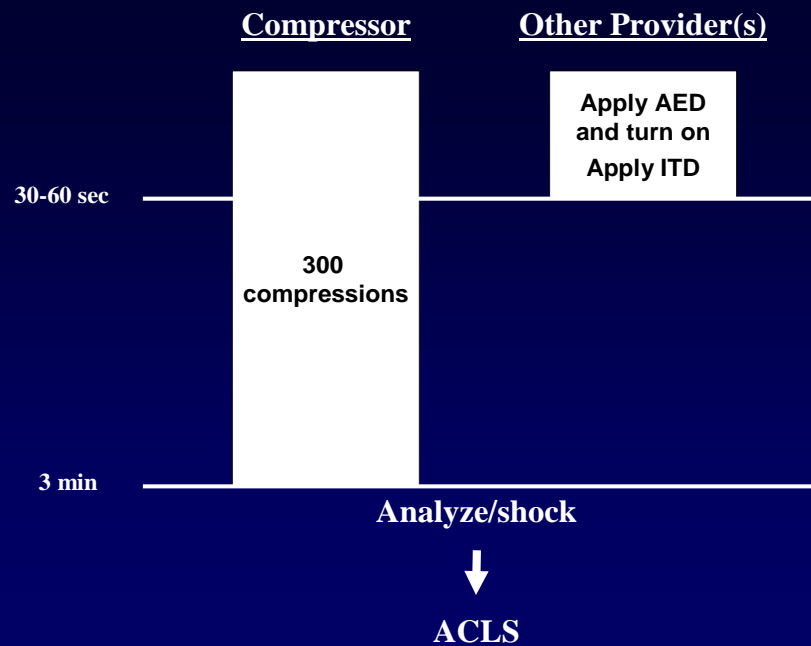 Compressor
Other Provider(s)
Apply AED
and turn on
Apply ITD
30-60 sec
300
compressions
3 min
Analyze/shock
ACLS